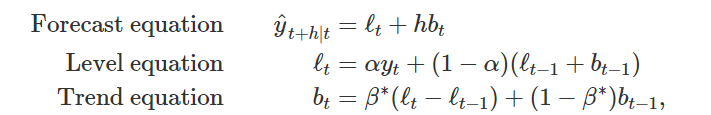 Forecast equation ŷ_{t+h|t} = ℓ_t + hb_t
Level equation ℓ_t = αy_t + (1 − α)(ℓ_{t−1} + b_{t−1})
Trend equation b_t = β*(ℓ_t − ℓ_{t−1}) + (1 − β*)b_{t−1},